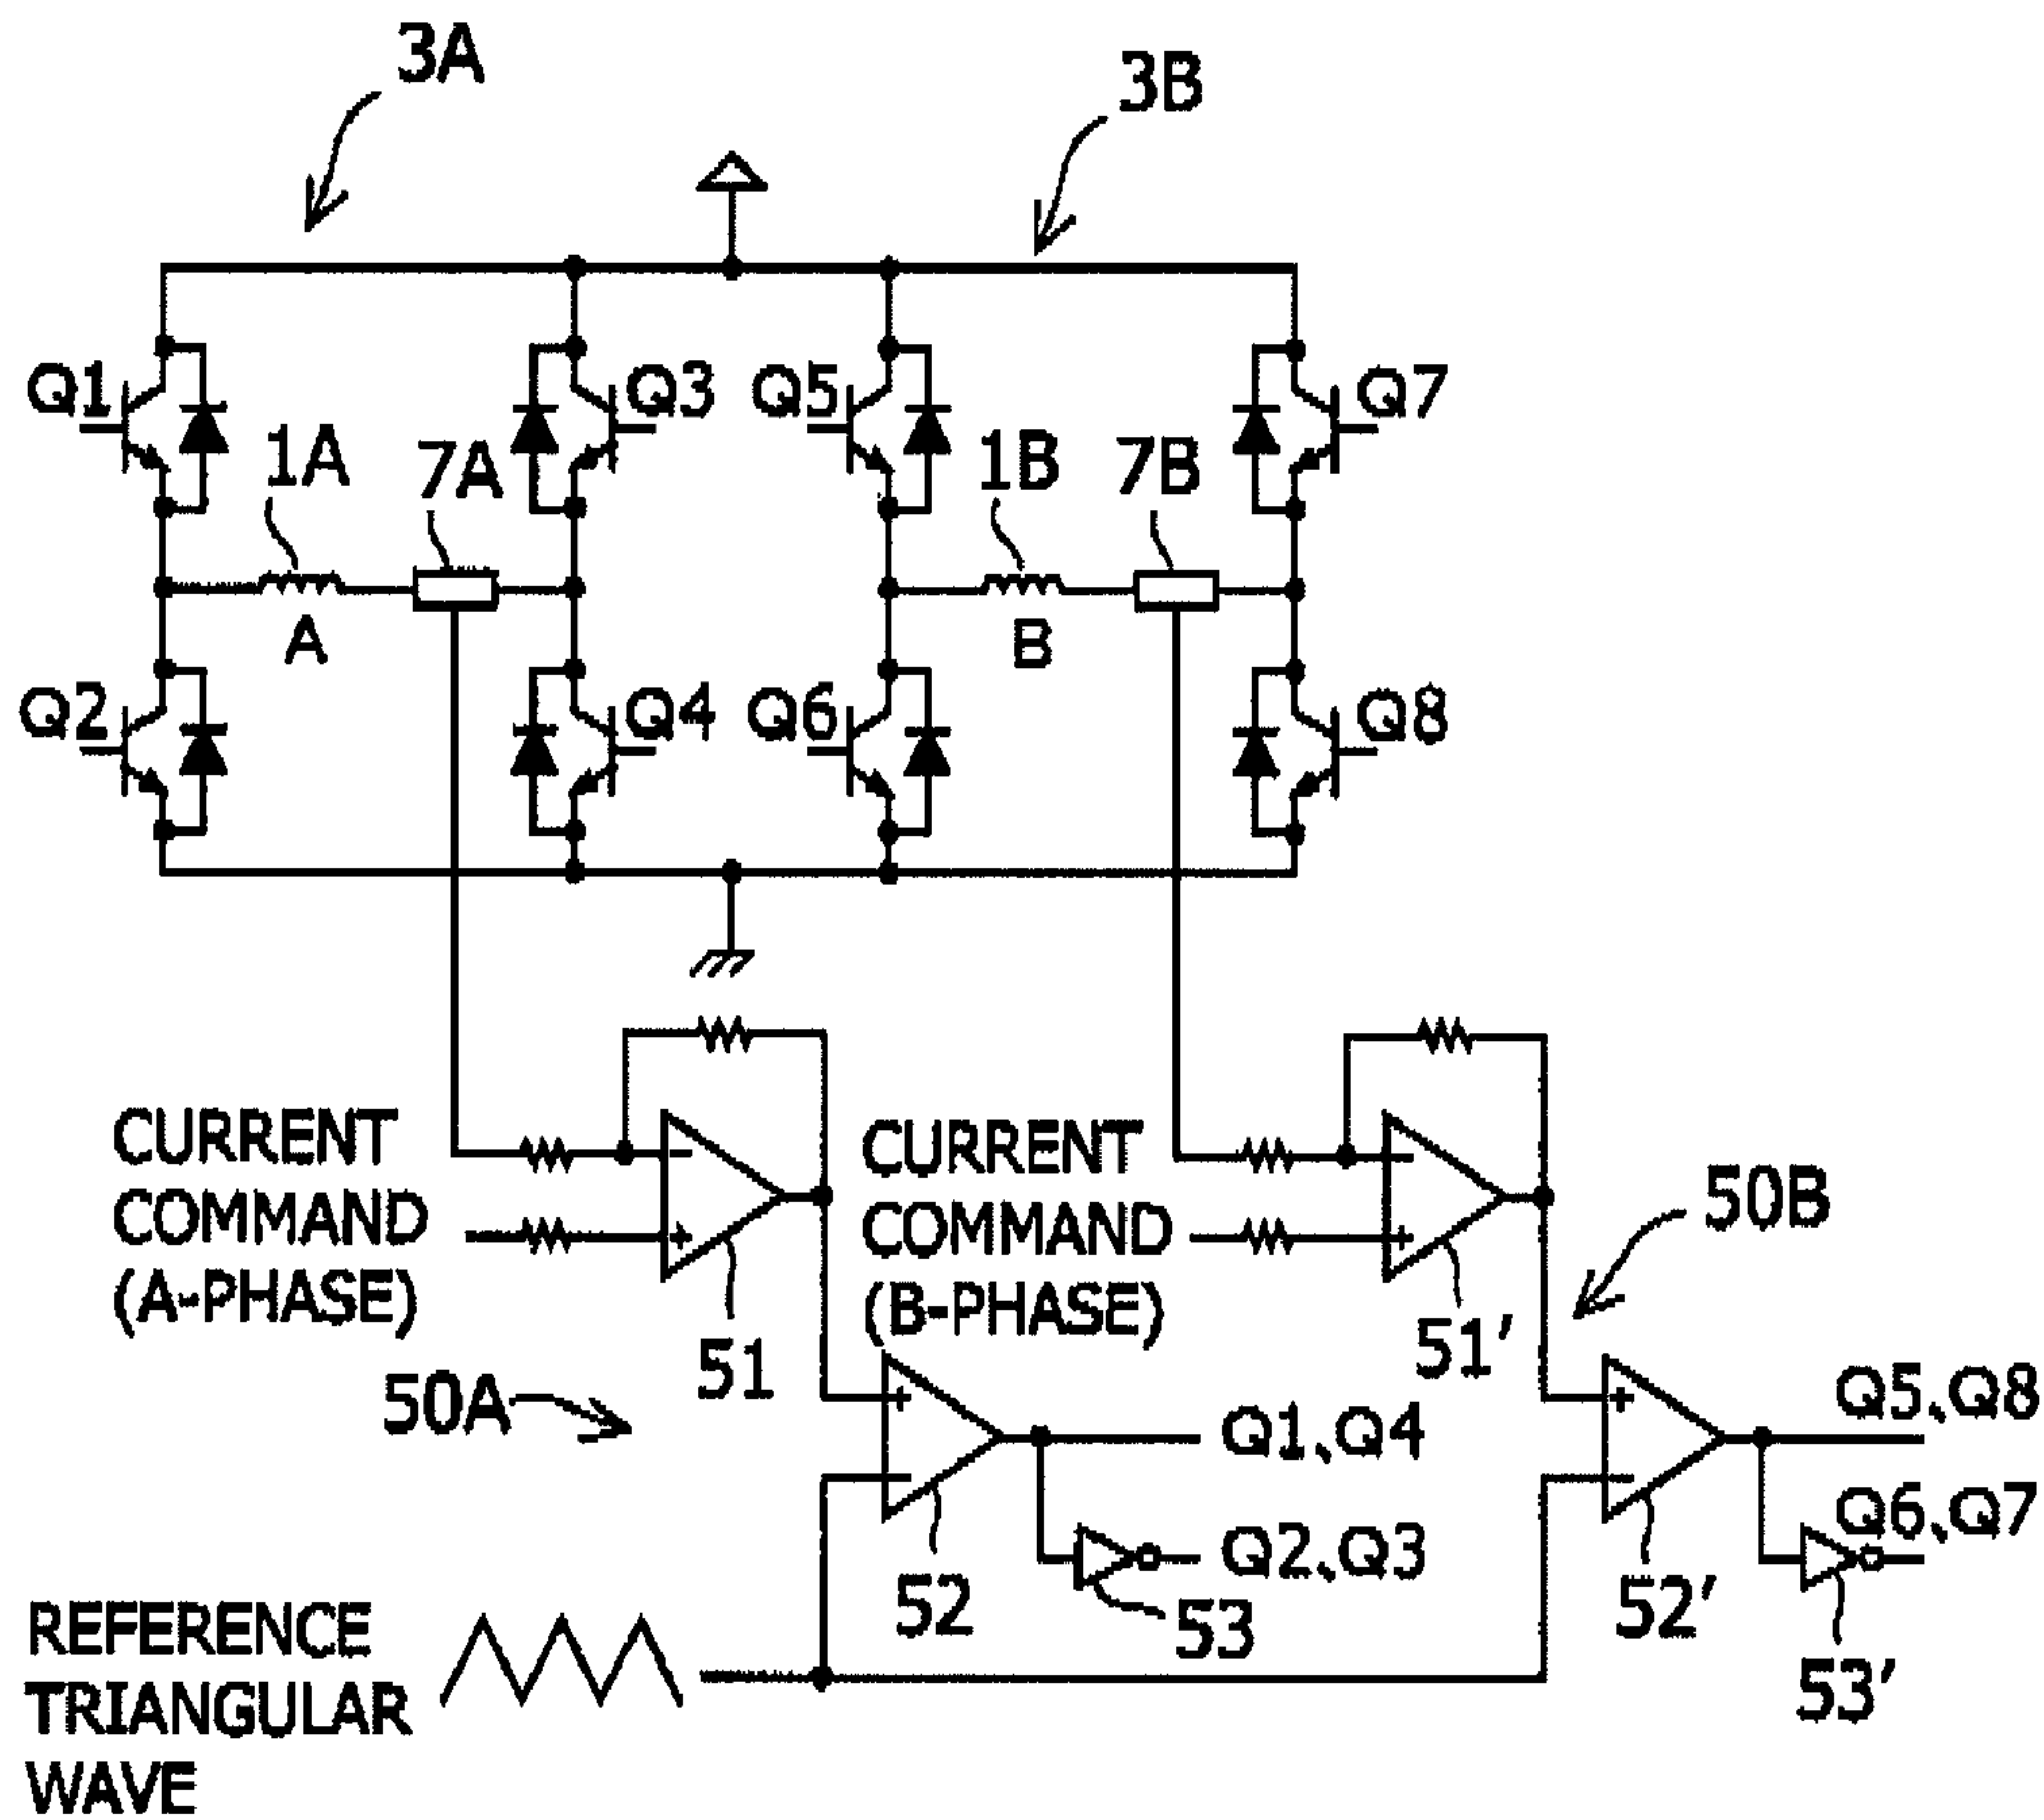 3A
3B
Q1
Q3
Q5
Q7
1A
7A
1B
7B
A
B
Q2
Q4
Q6
Q8
CURRENT
COMMAND
(A-PHASE)
-
+
51
CURRENT
COMMAND
(B-PHASE)
-
+
51'
50B
50A
+
-
52
Q1,Q4
Q2,Q3
53
+
-
52'
Q5,Q8
Q6,Q7
53'
REFERENCE
TRIANGULAR
WAVE